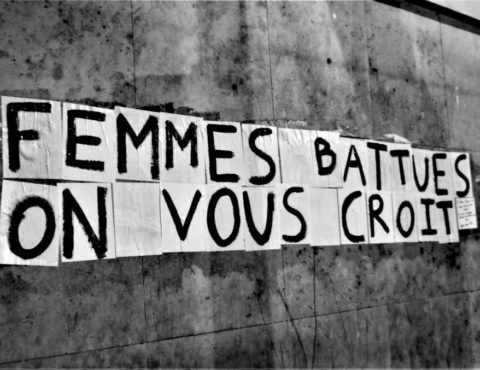 FEMMES BATTUES
ON VOUS CROIT